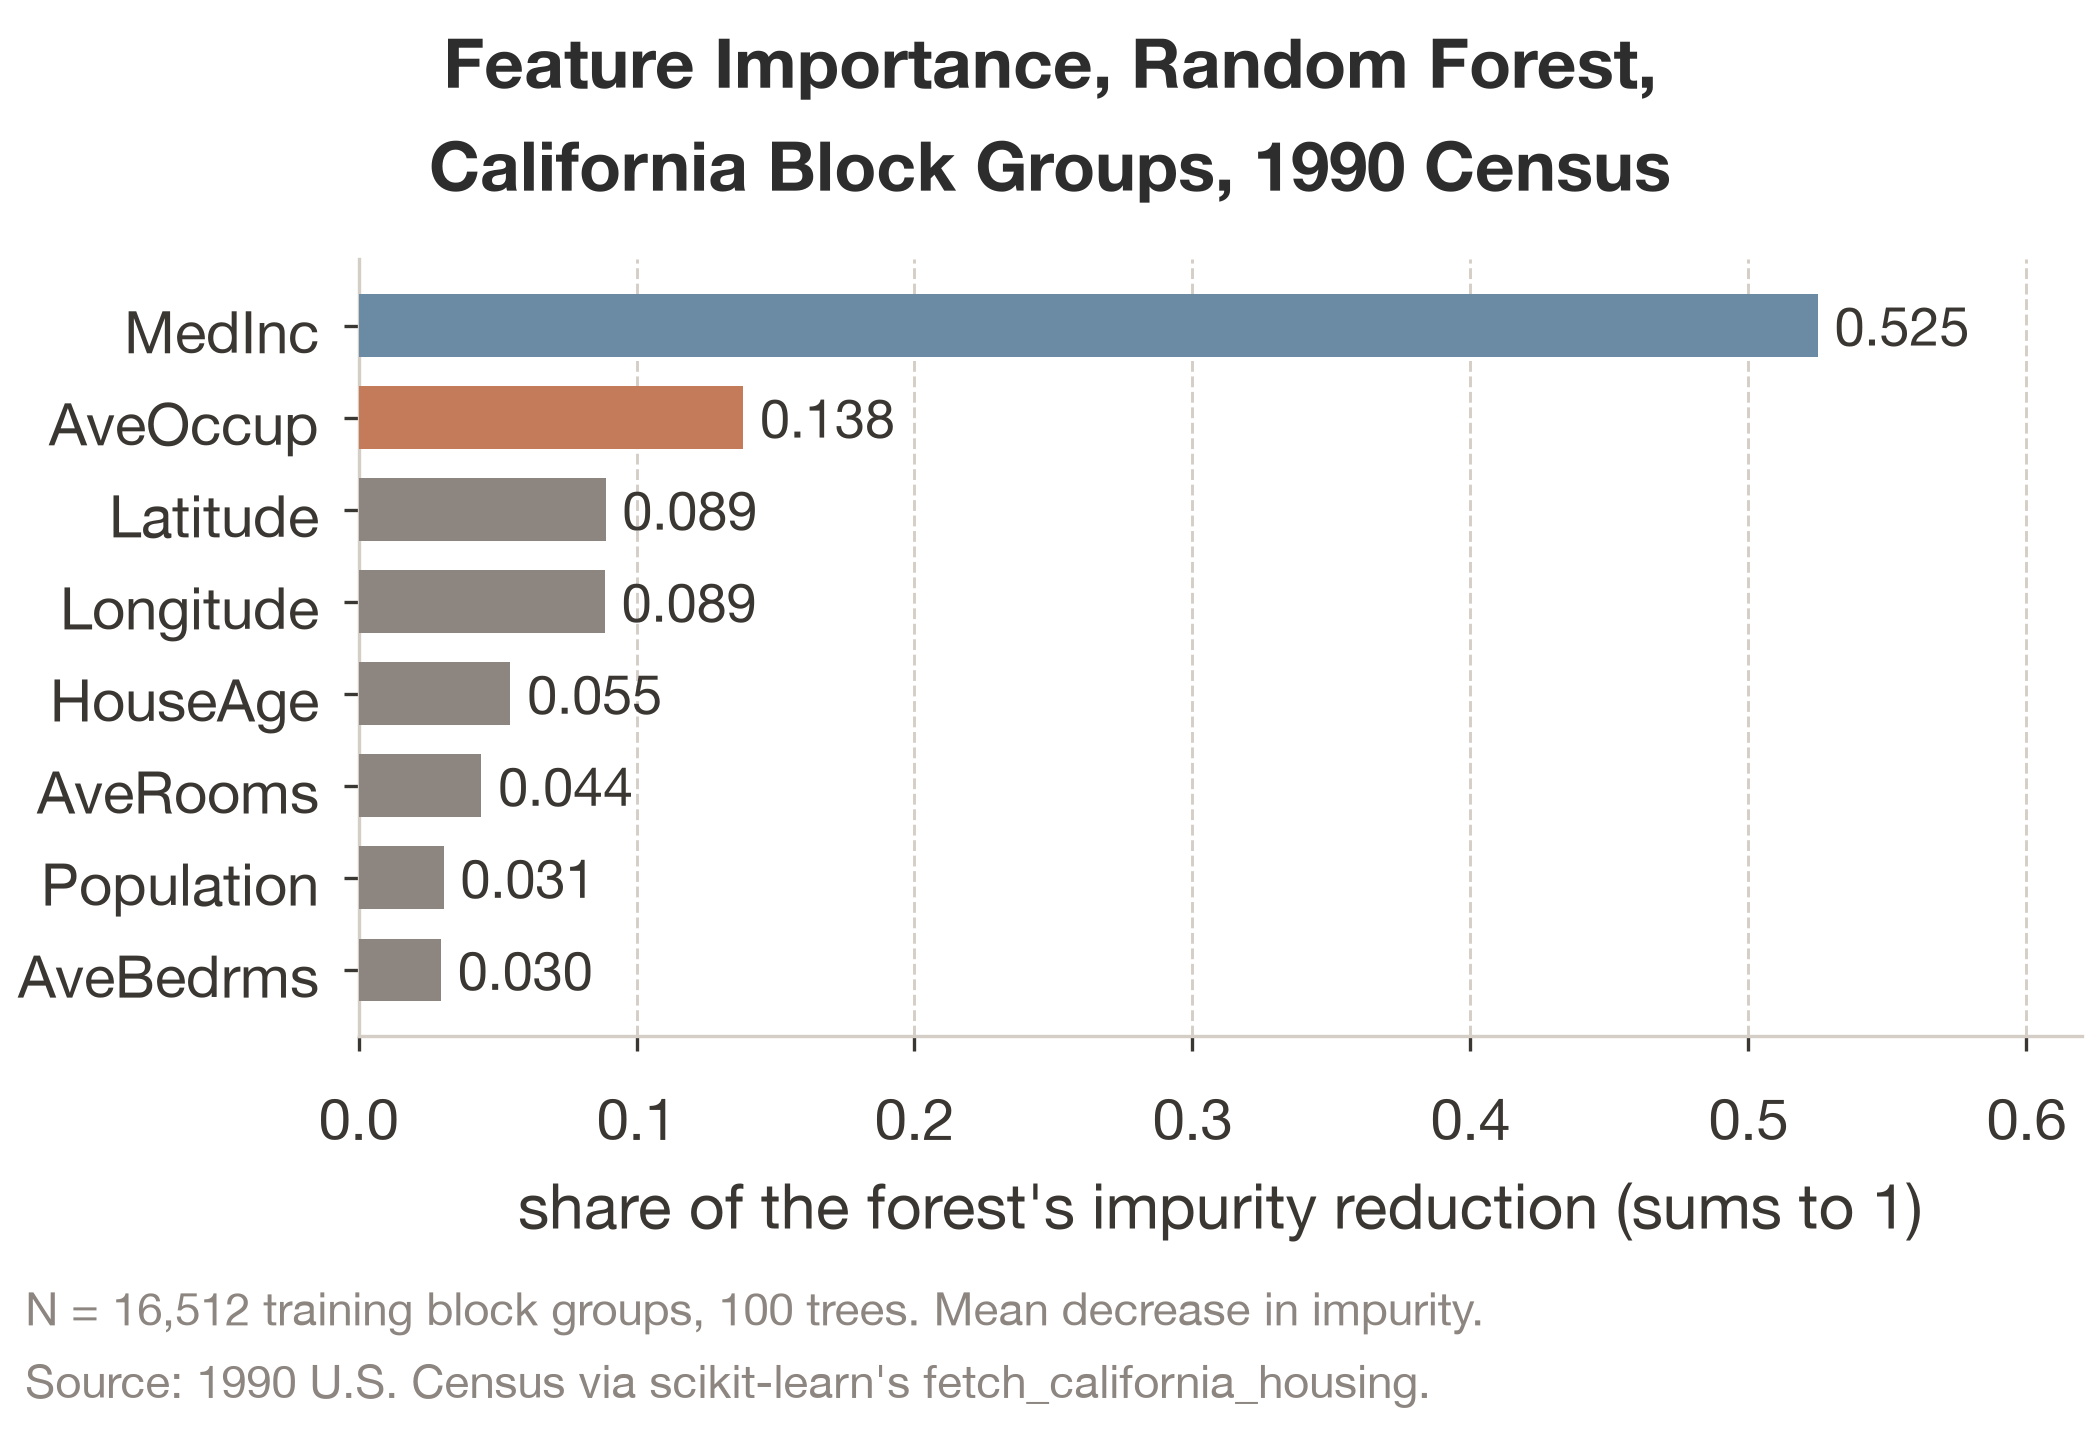 Feature Importance, Random Forest,
California Block Groups, 1990 Census
MedInc 0.525
AveOccup 0.138
Latitude 0.089
Longitude 0.089
HouseAge 0.055
AveRooms 0.044
Population 0.031
AveBedrms 0.030
0.0 0.1 0.2 0.3 0.4 0.5 0.6
share of the forest's impurity reduction (sums to 1)
N = 16,512 training block groups, 100 trees. Mean decrease in impurity.
Source: 1990 U.S. Census via scikit-learn's fetch_california_housing.